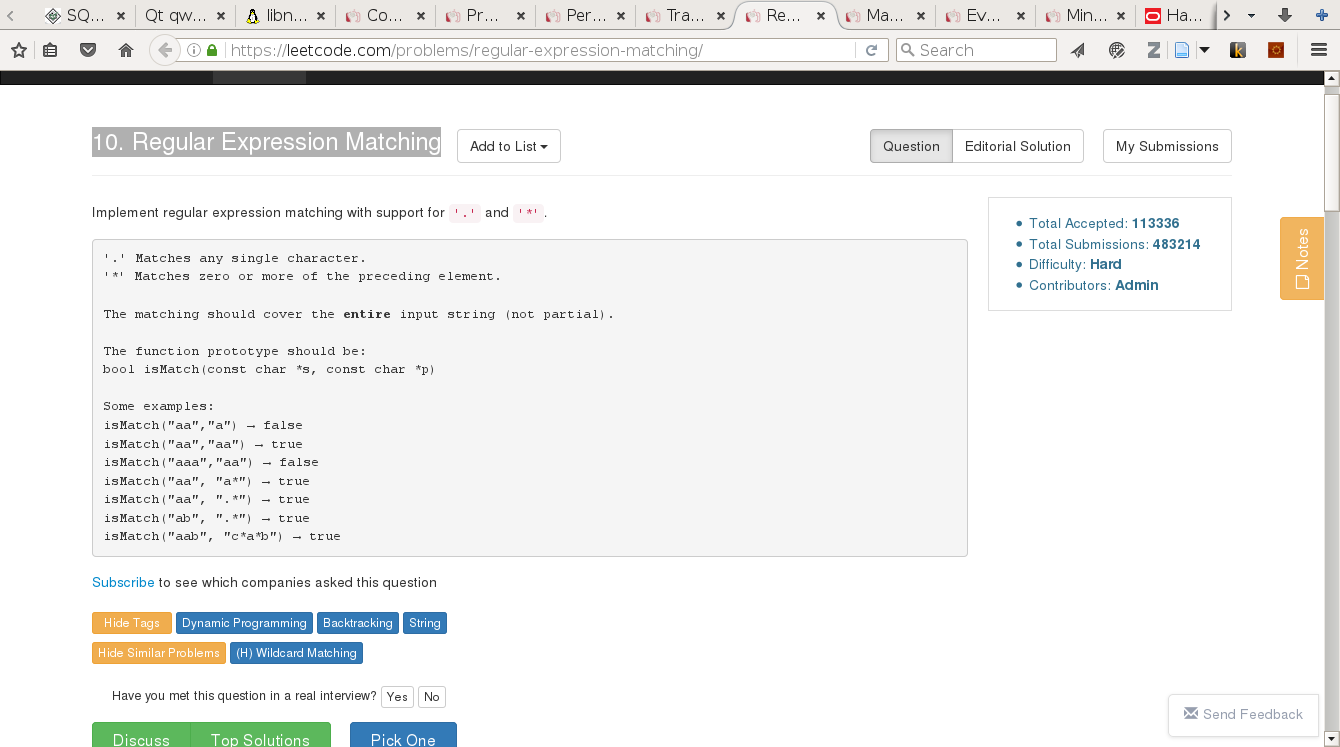 SQ... Qt qw... libn... Co... Pr... Per... Tra... Re... Ma... Ev... Min... Ha...
https://leetcode.com/problems/regular-expression-matching/ Search
10. Regular Expression Matching Add to List Question Editorial Solution My Submissions
Implement regular expression matching with support for '.' and '*'.
'.' Matches any single character.
'*' Matches zero or more of the preceding element.
The matching should cover the entire input string (not partial).
The function prototype should be:
bool isMatch(const char *s, const char *p)
Some examples:
isMatch("aa","a") → false
isMatch("aa","aa") → true
isMatch("aaa","aa") → false
isMatch("aa", "a*") → true
isMatch("aa", ".*") → true
isMatch("ab", ".*") → true
isMatch("aab", "c*a*b") → true
Total Accepted: 113336
Total Submissions: 483214
Difficulty: Hard
Contributors: Admin
Notes
Subscribe to see which companies asked this question
Hide Tags Dynamic Programming Backtracking String
Hide Similar Problems (H) Wildcard Matching
Have you met this question in a real interview? Yes No
Discuss Top Solutions Pick One
Send Feedback